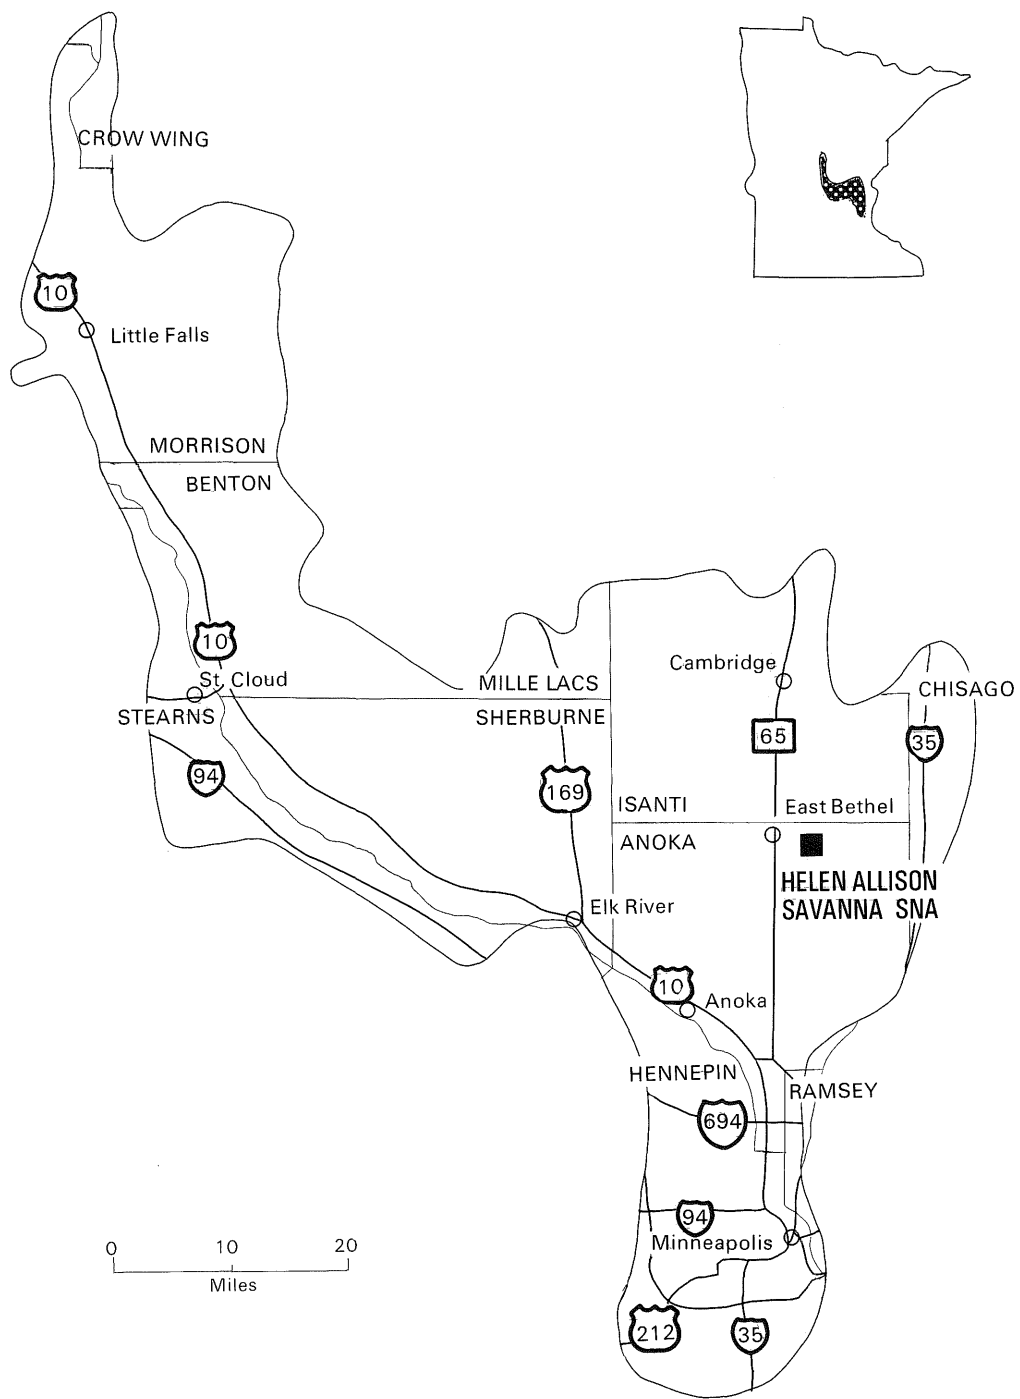 CROW WING
10
Little Falls
MORRISON
BENTON
10
St. Cloud
STEARNS
94
MILLE LACS
SHERBURNE
169
Cambridge
CHISAGO
65
35
ISANTI
East Bethel
ANOKA
HELEN ALLISON
SAVANNA SNA
Elk River
10
Anoka
HENNEPIN
RAMSEY
694
94
Minneapolis
212
35
0 10 20
Miles